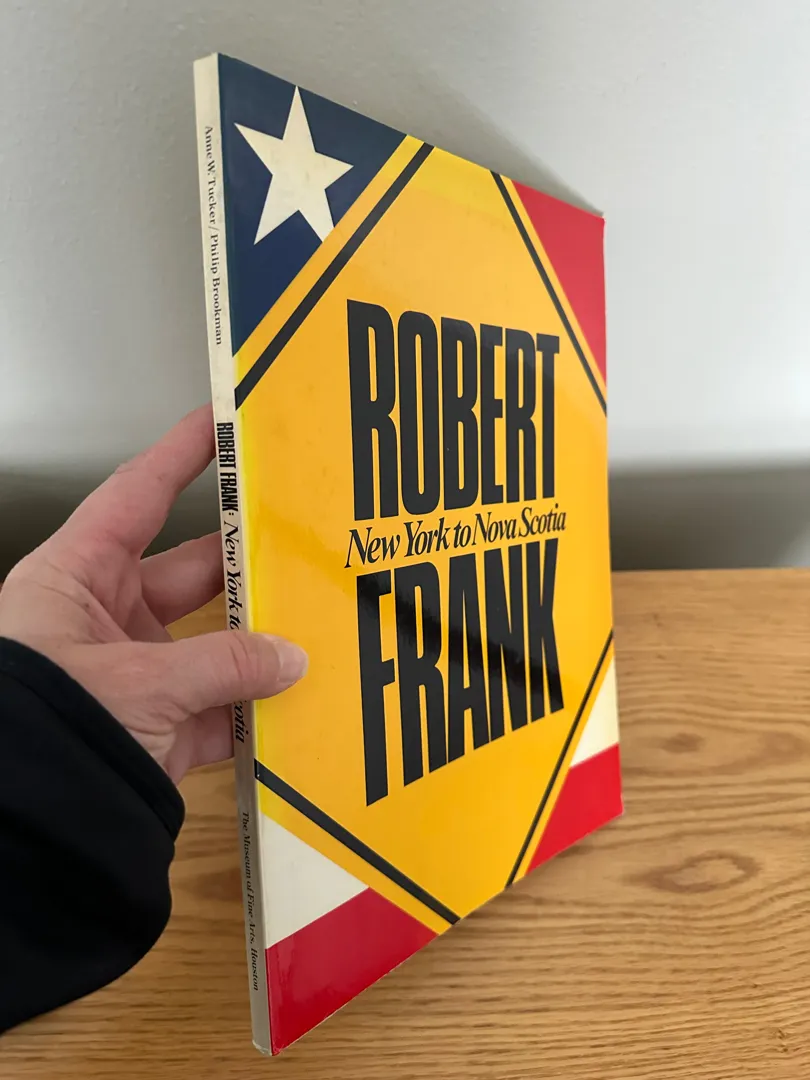 ROBERT
New York to Nova Scotia
FRANK
Anne W. Tucker / Philip Brookman
ROBERT FRANK: New York to cotia
The Museum of Fine Arts, Houston